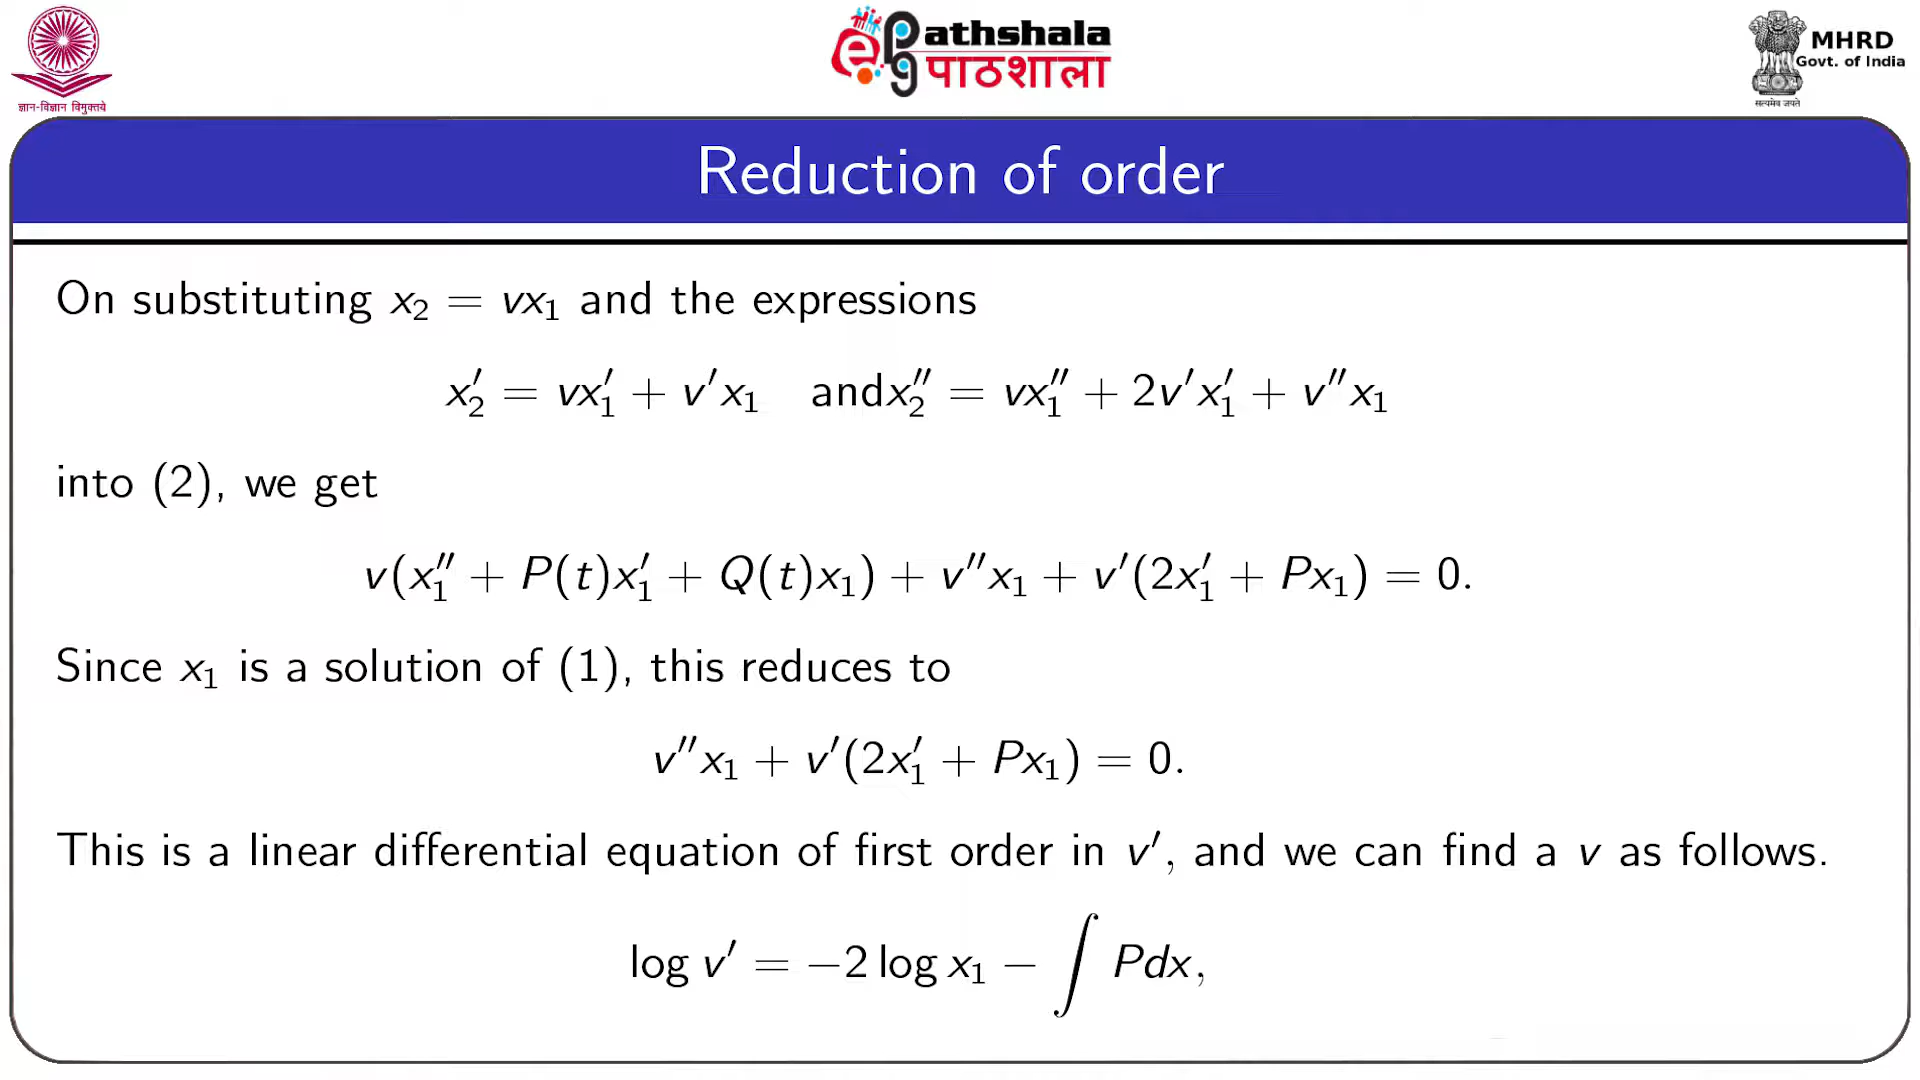 ज्ञान-विज्ञान विमुक्तये
ePG Pathshala
पाठशाला
MHRD
Govt. of India
सत्यमेव जयते
Reduction of order
On substituting x₂ = vx₁ and the expressions
x₂′ = vx₁′ + v′x₁ andx₂″ = vx₁″ + 2v′x₁′ + v″x₁
into (2), we get
v(x₁″ + P(t)x₁′ + Q(t)x₁) + v″x₁ + v′(2x₁′ + Px₁) = 0.
Since x₁ is a solution of (1), this reduces to
v″x₁ + v′(2x₁′ + Px₁) = 0.
This is a linear differential equation of first order in v′, and we can find a v as follows.
log v′ = −2 log x₁ − ∫ Pdx,